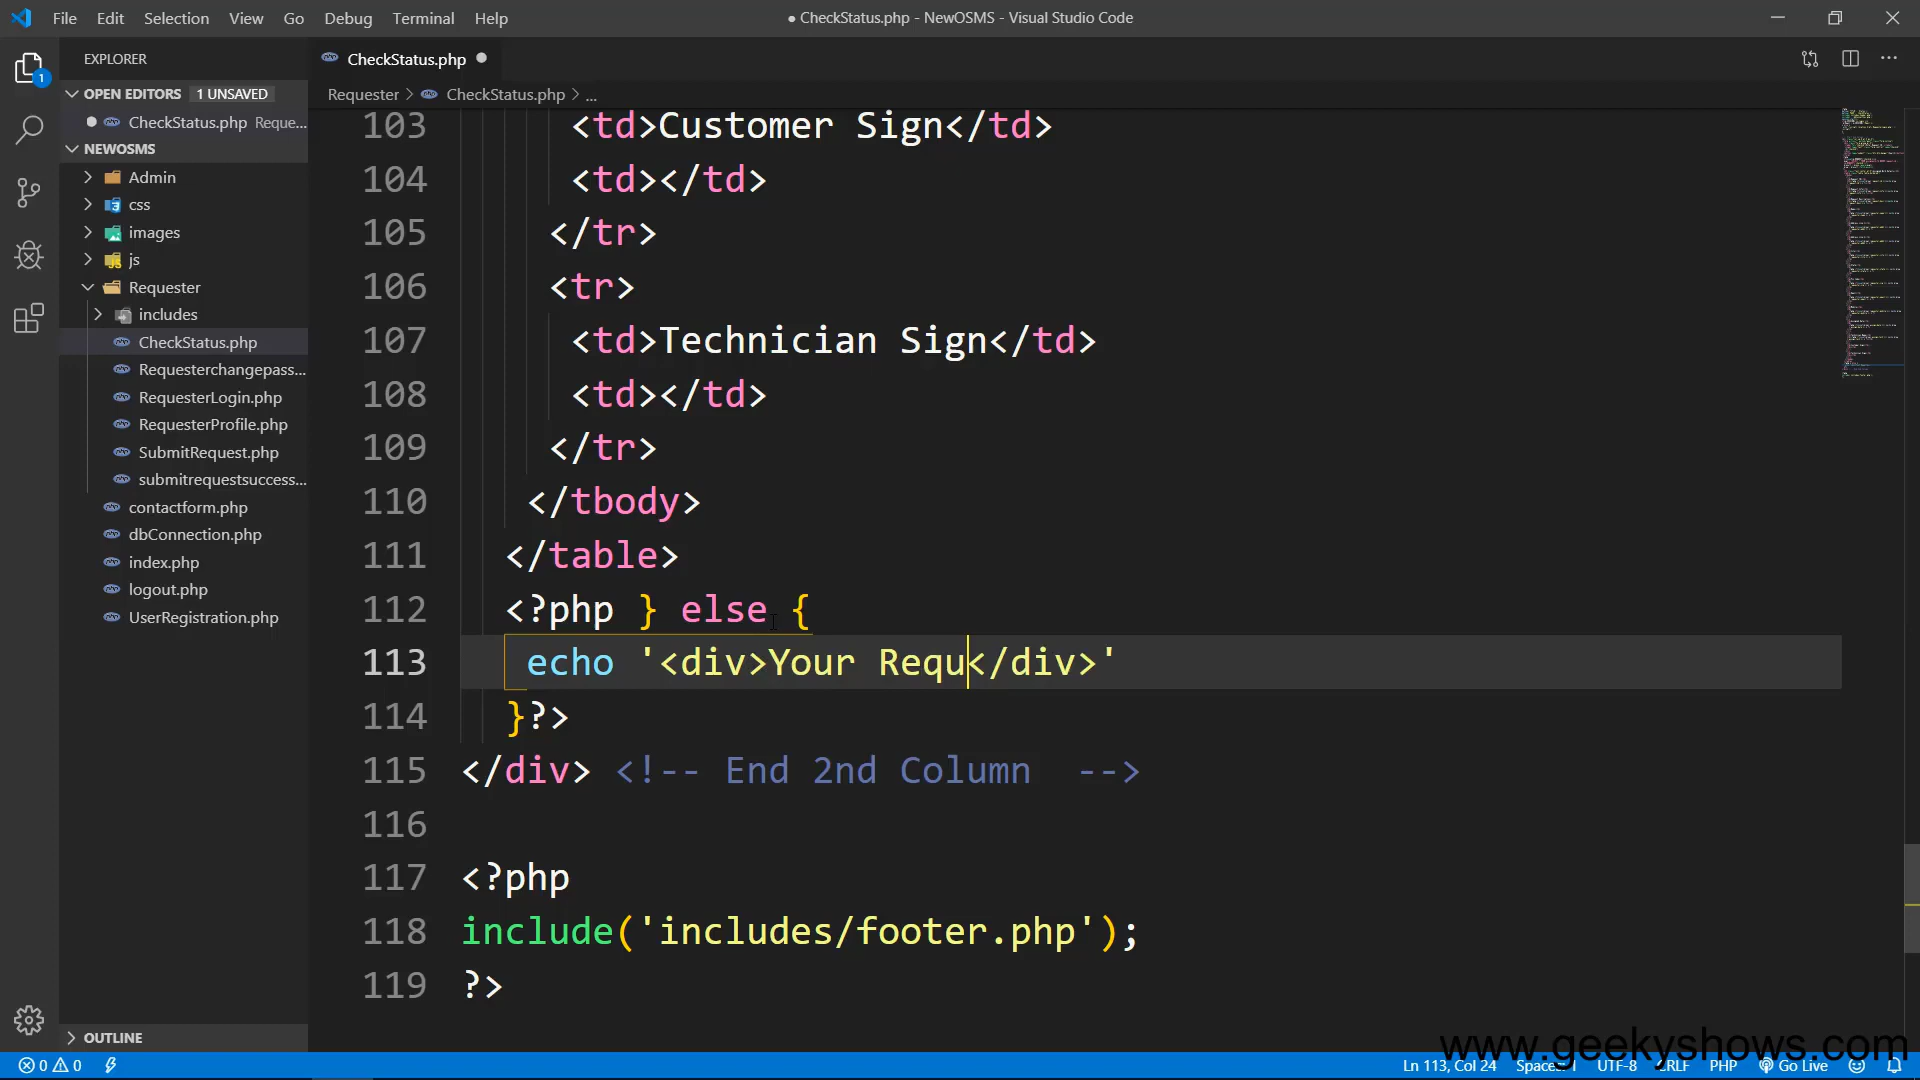 File Edit Selection View Go Debug Terminal Help
● CheckStatus.php - NewOSMS - Visual Studio Code
EXPLORER
CheckStatus.php
OPEN EDITORS 1 UNSAVED
CheckStatus.php Reque...
Requester > CheckStatus.php > ...
NEWOSMS
Admin
css
images
js
Requester
includes
CheckStatus.php
Requesterchangepass...
RequesterLogin.php
RequesterProfile.php
SubmitRequest.php
submitrequestsuccess...
contactform.php
dbConnection.php
index.php
logout.php
UserRegistration.php
OUTLINE
1
103 <td>Customer Sign</td>
104 <td></td>
105 </tr>
106 <tr>
107 <td>Technician Sign</td>
108 <td></td>
109 </tr>
110 </tbody>
111 </table>
112 <?php } else {
113 echo '<div>Your Requ</div>'
114 }?>
115 </div> <!-- End 2nd Column  -->
116
117 <?php
118 include('includes/footer.php');
119 ?>
www.geekyshows.com
0 0
Ln 113, Col 24 UTF-8 CRLF PHP Go Live